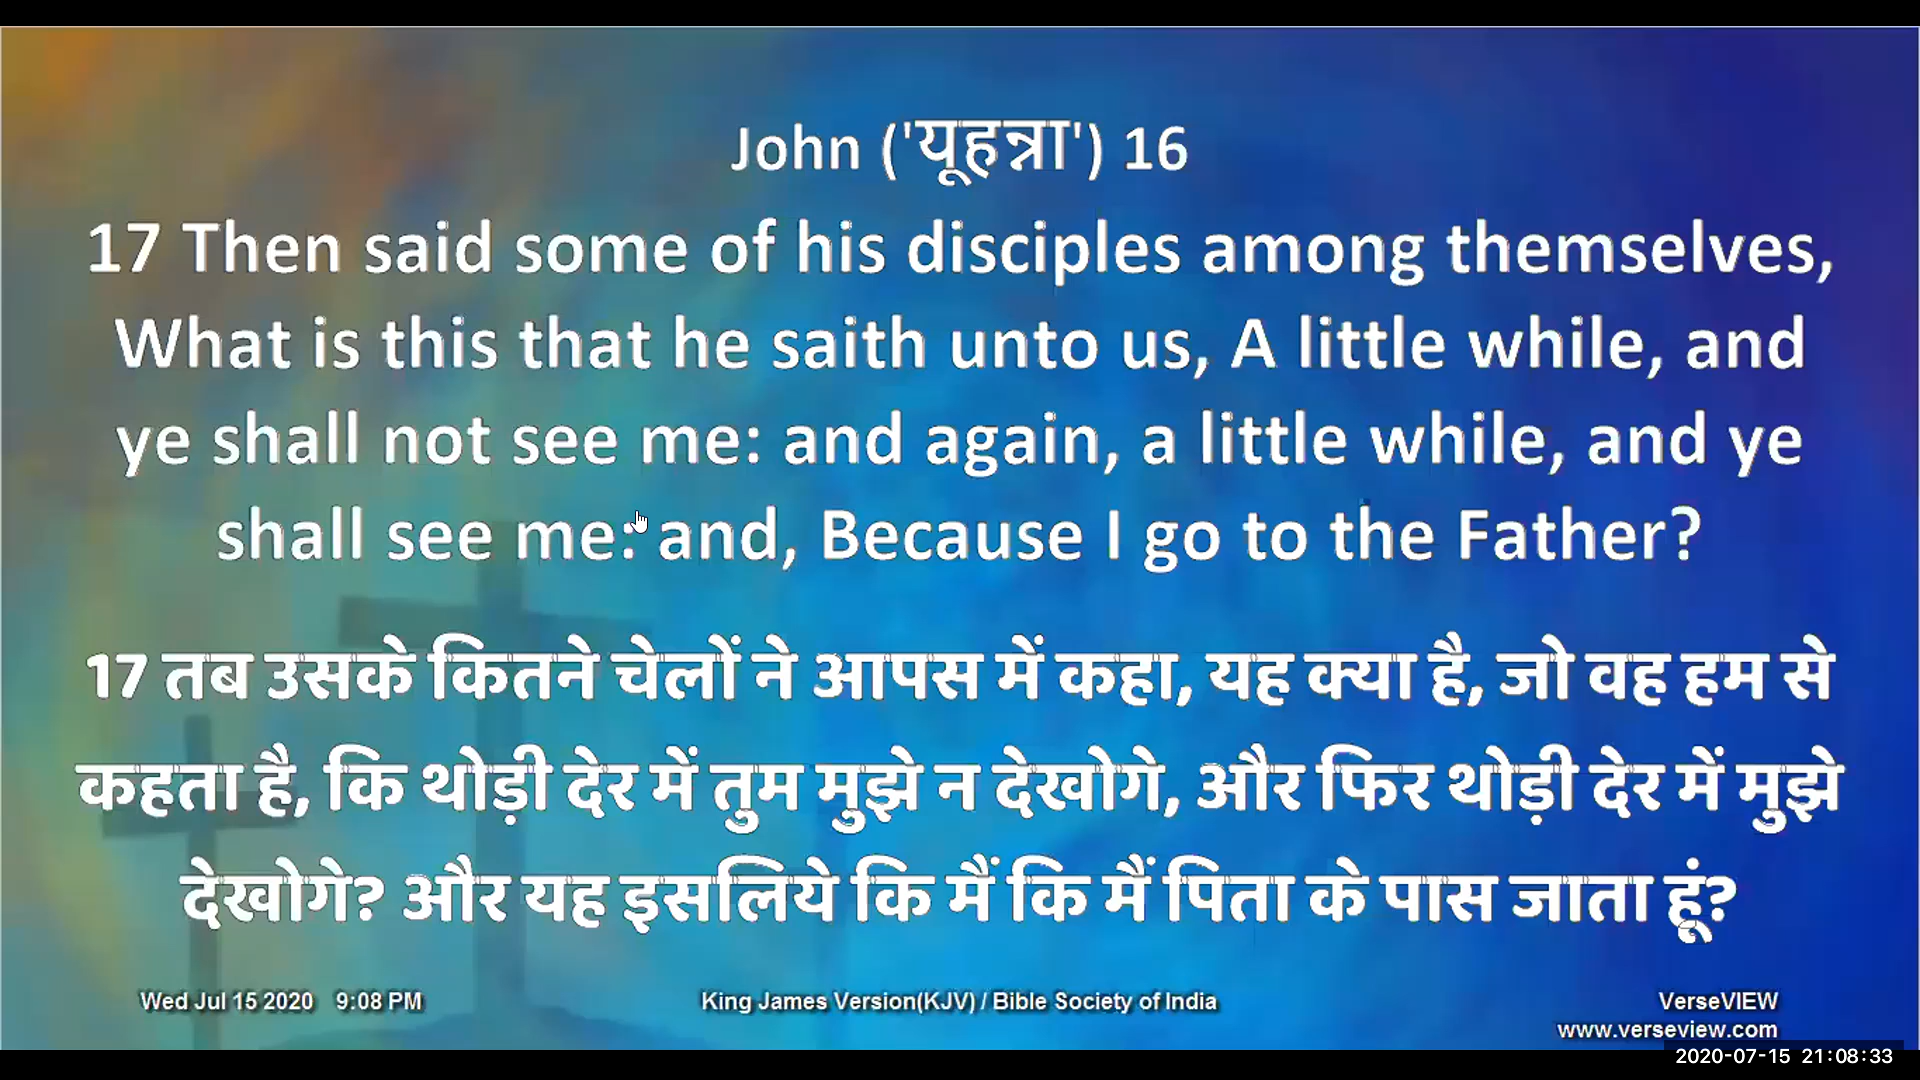 John ('यूहन्ना') 16
17 Then said some of his disciples among themselves,
What is this that he saith unto us, A little while, and
ye shall not see me: and again, a little while, and ye
shall see me: and, Because I go to the Father?
17 तब उसके कितने चेलों ने आपस में कहा, यह क्या है, जो वह हम से
कहता है, कि थोड़ी देर में तुम मुझे न देखोगे, और फिर थोड़ी देर में मुझे
देखोगे? और यह इसलिये कि मैं कि मैं पिता के पास जाता हूं?
Wed Jul 15 2020 9:08 PM
King James Version(KJV) / Bible Society of India
VerseVIEW
www.verseview.com
2020-07-15 21:08:33